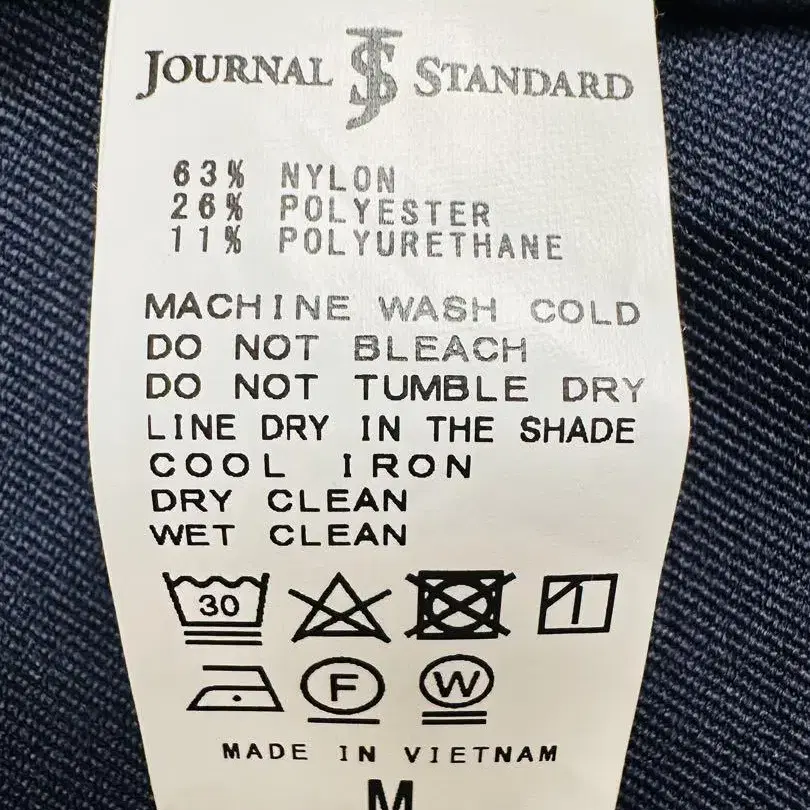 JOURNAL JS STANDARD
63% NYLON
26% POLYESTER
11% POLYURETHANE
MACHINE WASH COLD
DO NOT BLEACH
DO NOT TUMBLE DRY
LINE DRY IN THE SHADE
COOL IRON
DRY CLEAN
WET CLEAN
30
F W
MADE IN VIETNAM
M